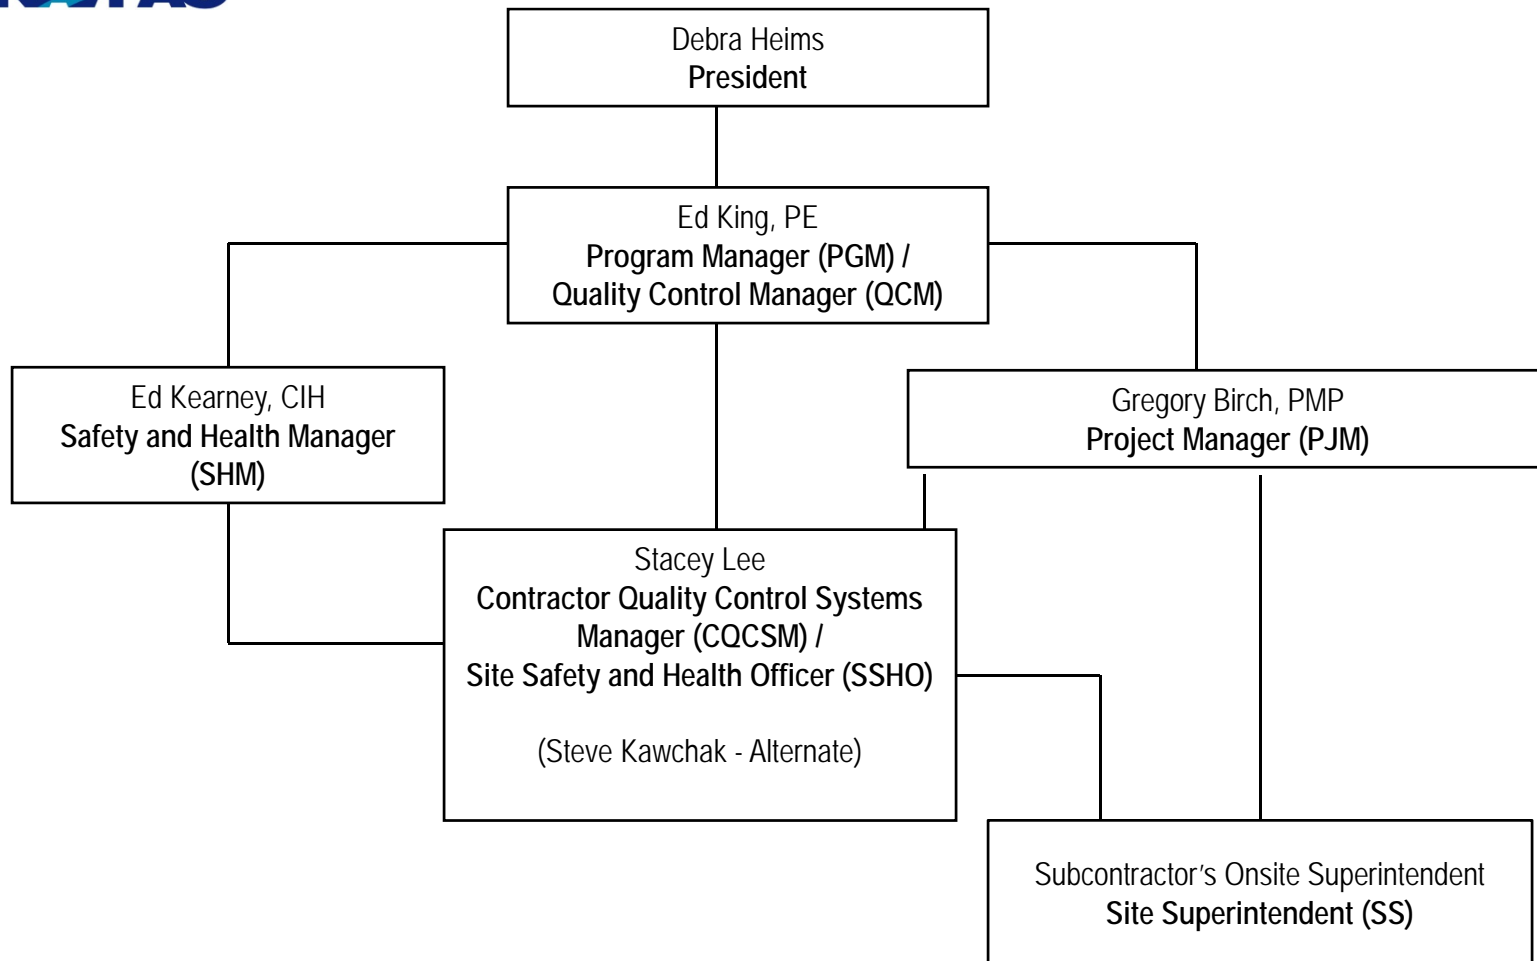 Debra Heims
President
Ed King, PE
Program Manager (PGM) /
Quality Control Manager (QCM)
Ed Kearney, CIH
Safety and Health Manager
(SHM)
Gregory Birch, PMP
Project Manager (PJM)
Stacey Lee
Contractor Quality Control Systems
Manager (CQCSM) /
Site Safety and Health Officer (SSHO)
(Steve Kawchak - Alternate)
Subcontractor’s Onsite Superintendent
Site Superintendent (SS)